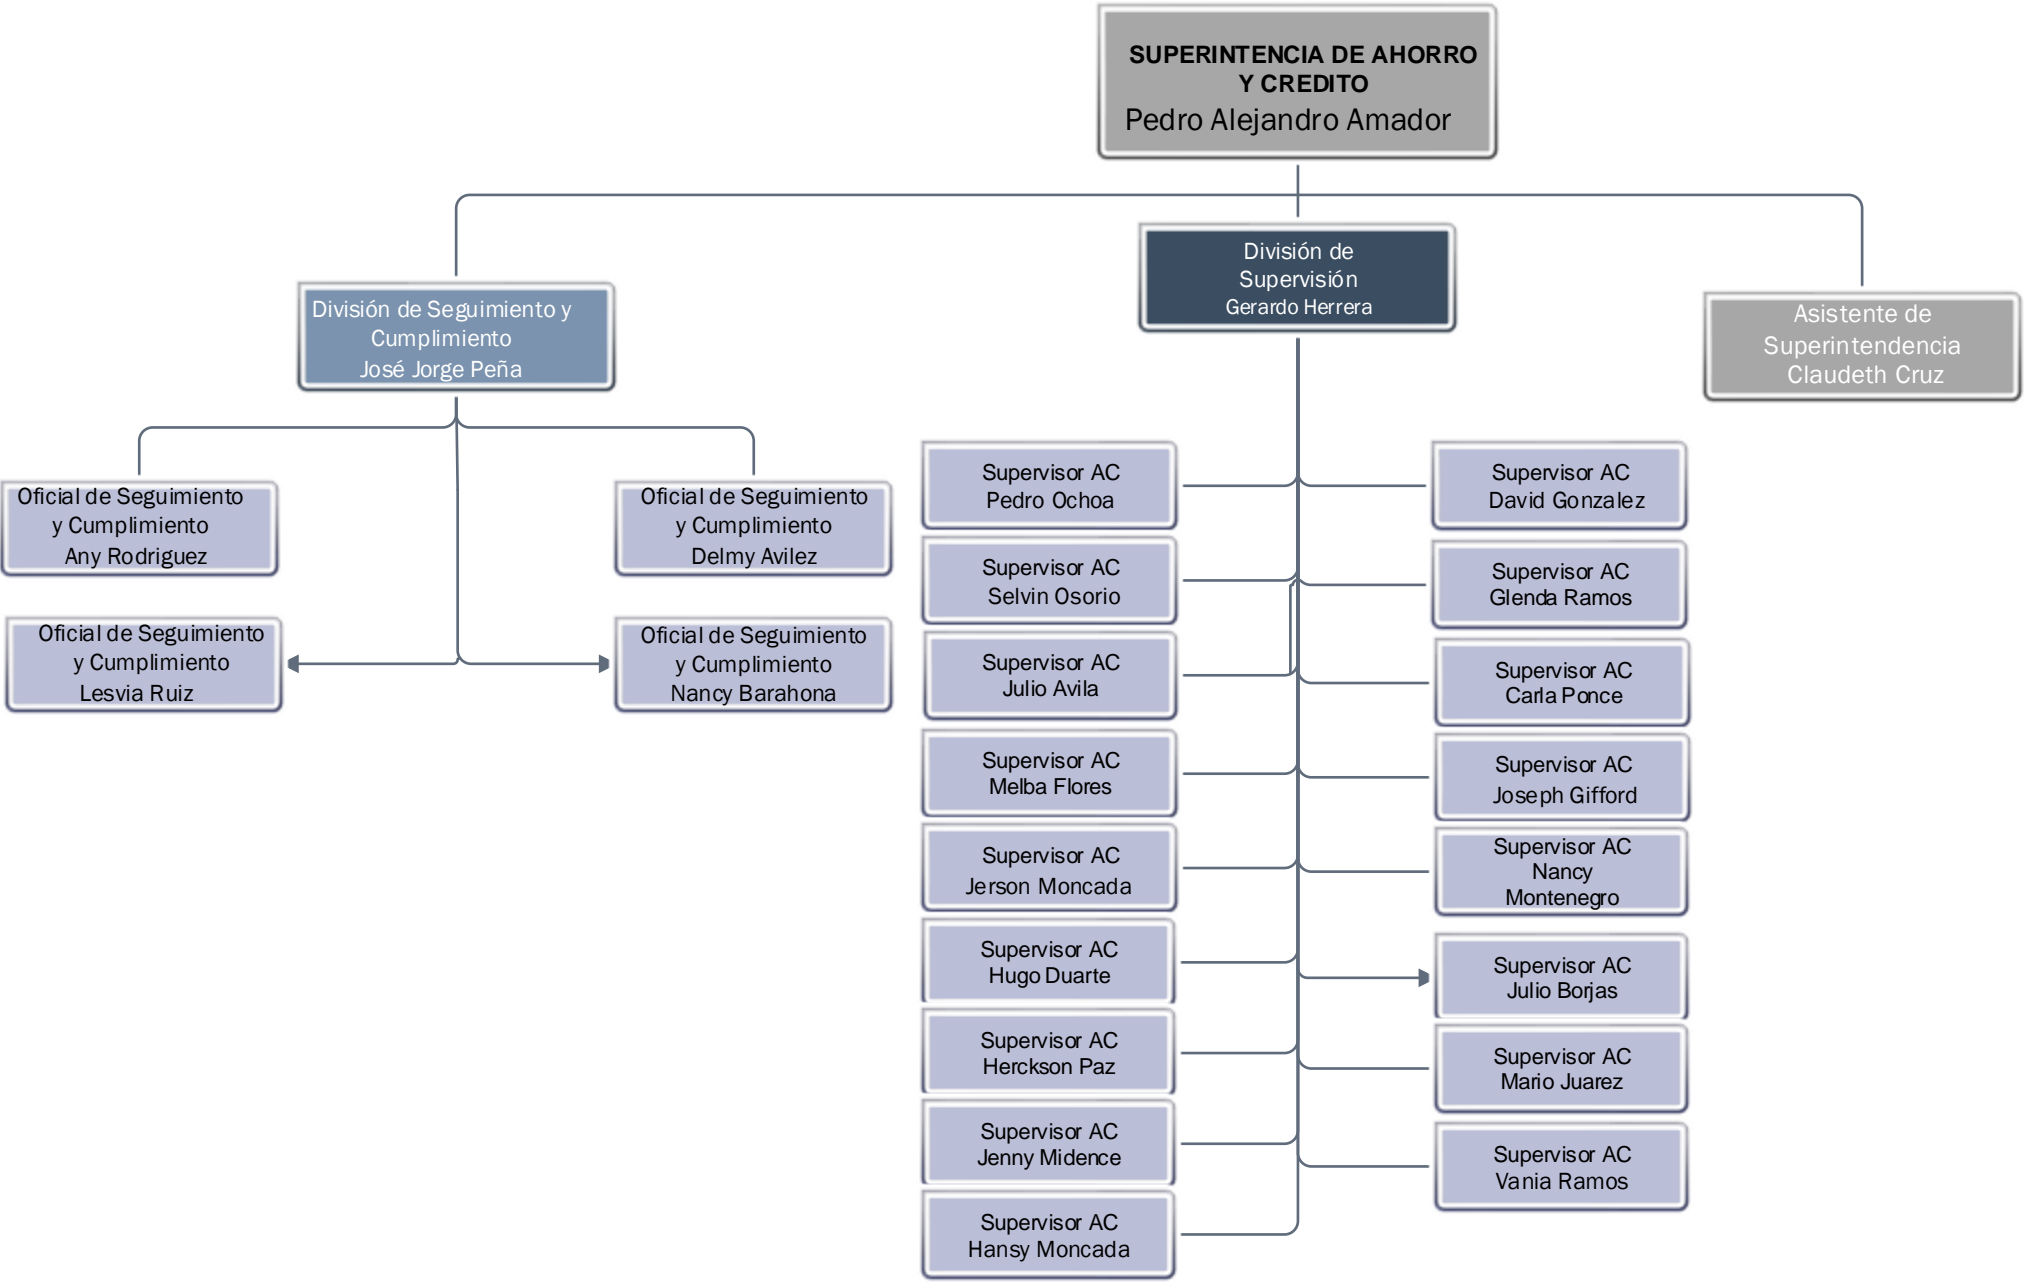 SUPERINTENCIA DE AHORRO
Y CREDITO
Pedro Alejandro Amador
División de Seguimiento y
Cumplimiento
José Jorge Peña
División de
Supervisión
Gerardo Herrera
Asistente de
Superintendencia
Claudeth Cruz
Oficial de Seguimiento
y Cumplimiento
Any Rodriguez
Oficial de Seguimiento
y Cumplimiento
Delmy Avilez
Oficial de Seguimiento
y Cumplimiento
Lesvia Ruiz
Oficial de Seguimiento
y Cumplimiento
Nancy Barahona
Supervisor AC
Pedro Ochoa
Supervisor AC
Selvin Osorio
Supervisor AC
Julio Avila
Supervisor AC
Melba Flores
Supervisor AC
Jerson Moncada
Supervisor AC
Hugo Duarte
Supervisor AC
Herckson Paz
Supervisor AC
Jenny Midence
Supervisor AC
Hansy Moncada
Supervisor AC
David Gonzalez
Supervisor AC
Glenda Ramos
Supervisor AC
Carla Ponce
Supervisor AC
Joseph Gifford
Supervisor AC
Nancy
Montenegro
Supervisor AC
Julio Borjas
Supervisor AC
Mario Juarez
Supervisor AC
Vania Ramos